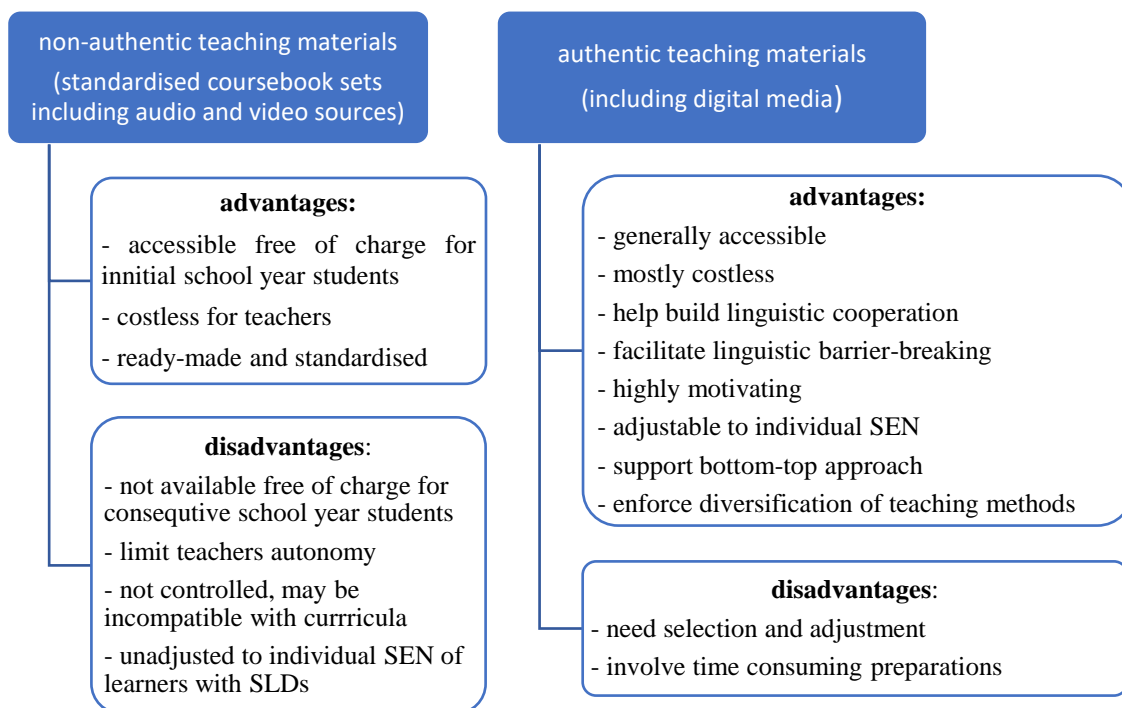 non-authentic teaching materials
(standardised coursebook sets
including audio and video sources)
advantages:
- accessible free of charge for
innitial school year students
- costless for teachers
- ready-made and standardised
disadvantages:
- not available free of charge for
consequtive school year students
- limit teachers autonomy
- not controlled, may be
incompatible with currricula
- unadjusted to individual SEN of
learners with SLDs
authentic teaching materials
(including digital media)
advantages:
- generally accessible
- mostly costless
- help build linguistic cooperation
- facilitate linguistic barrier-breaking
- highly motivating
- adjustable to individual SEN
- support bottom-top approach
- enforce diversification of teaching methods
disadvantages:
- need selection and adjustment
- involve time consuming preparations